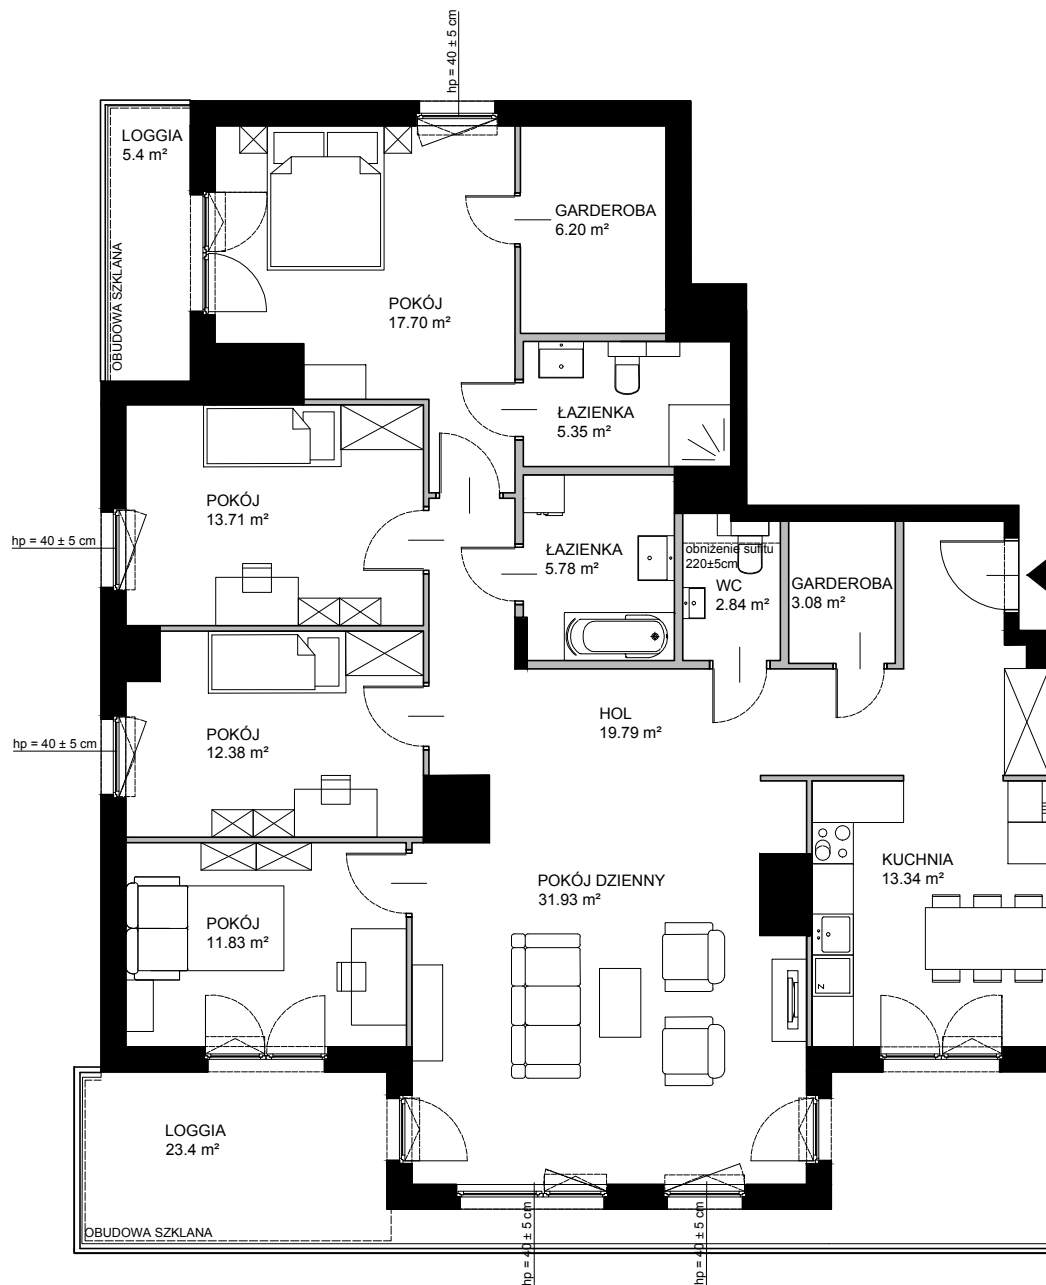 hp = 40 ± 5 cm
LOGGIA
5.4 m²
OBUDOWA SZKLANA
GARDEROBA
6.20 m²
POKÓJ
17.70 m²
ŁAZIENKA
5.35 m²
POKÓJ
13.71 m²
hp = 40 ± 5 cm
ŁAZIENKA
5.78 m²
obniżenie sufitu
220±5cm
WC
2.84 m²
GARDEROBA
3.08 m²
POKÓJ
12.38 m²
hp = 40 ± 5 cm
HOL
19.79 m²
POKÓJ DZIENNY
31.93 m²
KUCHNIA
13.34 m²
POKÓJ
11.83 m²
Z
LOGGIA
23.4 m²
OBUDOWA SZKLANA
hp = 40 ± 5 cm
hp = 40 ± 5 cm